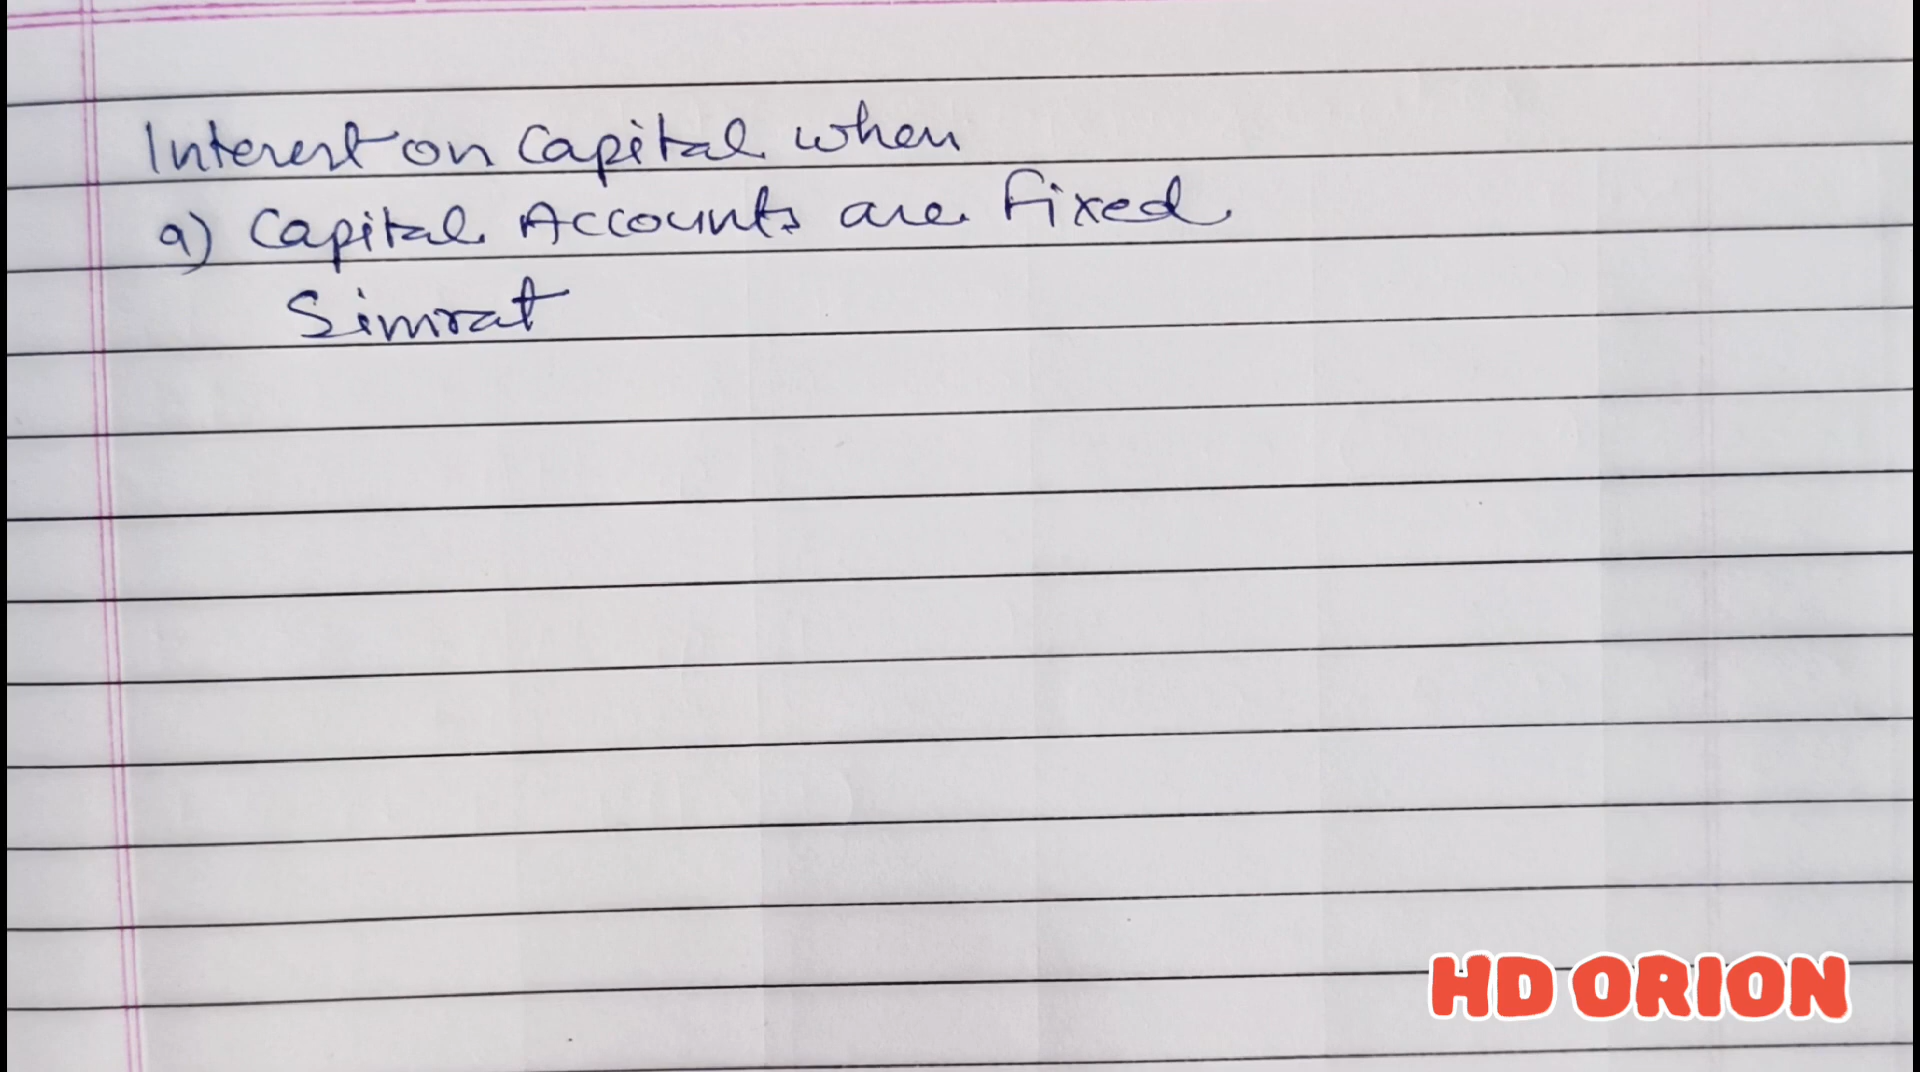 Interest on Capital when
a) Capital Accounts are Fixed
Simrat
HD ORION